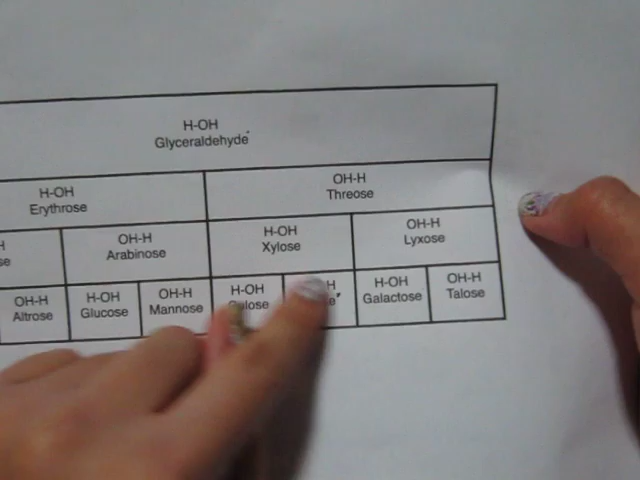 H-OH
Glyceraldehyde
H-OH
Erythrose
OH-H
Threose
OH-H
Arabinose
H-OH
Xylose
OH-H
Lyxose
OH-H
Altrose
H-OH
Glucose
OH-H
Mannose
H-OH
Gulose
H-OH
Galactose
OH-H
Talose